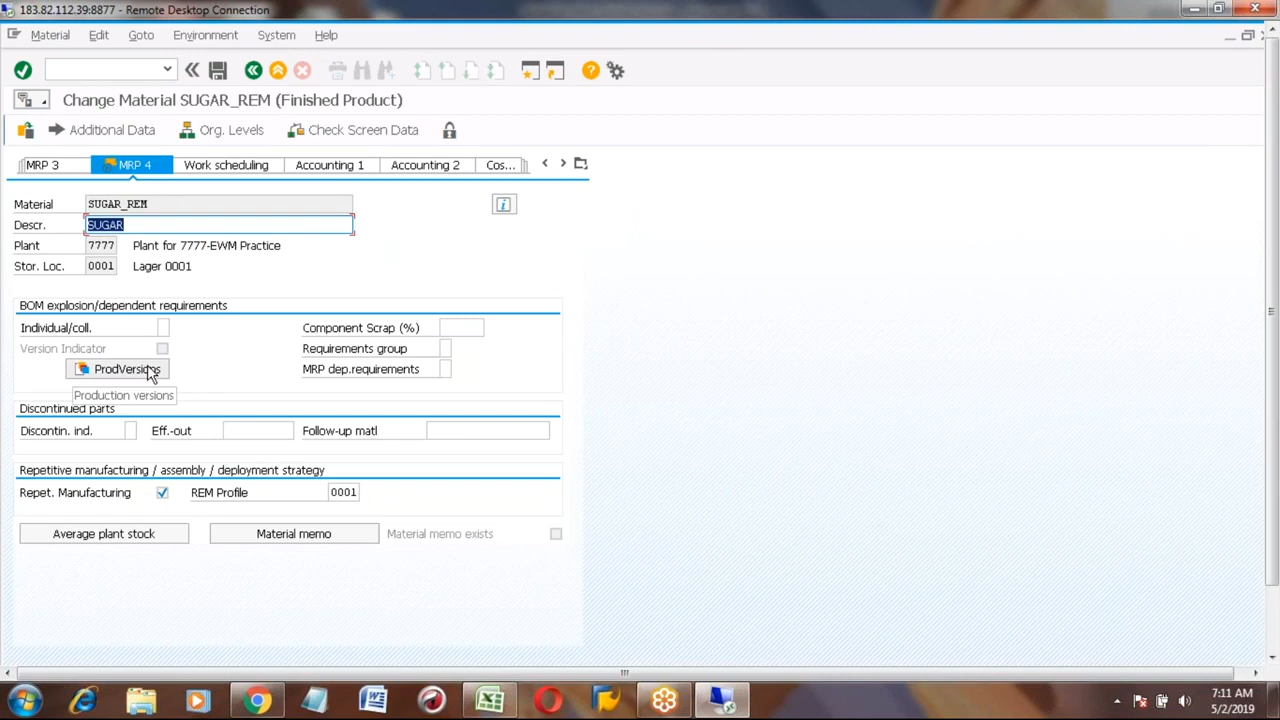 183.82.112.39:8877 - Remote Desktop Connection
Material Edit Goto Environment System Help
Change Material SUGAR_REM (Finished Product)
Additional Data Org. Levels Check Screen Data
MRP 3 MRP 4 Work scheduling Accounting 1 Accounting 2 Cos...
Material SUGAR_REM
Descr. SUGAR
Plant 7777 Plant for 7777-EWM Practice
Stor. Loc. 0001 Lager 0001
BOM explosion/dependent requirements
Individual/coll. Component Scrap (%)
Version Indicator Requirements group
ProdVersions MRP dep.requirements
Production versions
Discontinued parts
Discontin. ind. Eff.-out Follow-up matl
Repetitive manufacturing / assembly / deployment strategy
Repet. Manufacturing REM Profile 0001
Average plant stock Material memo Material memo exists
7:11 AM
5/2/2019